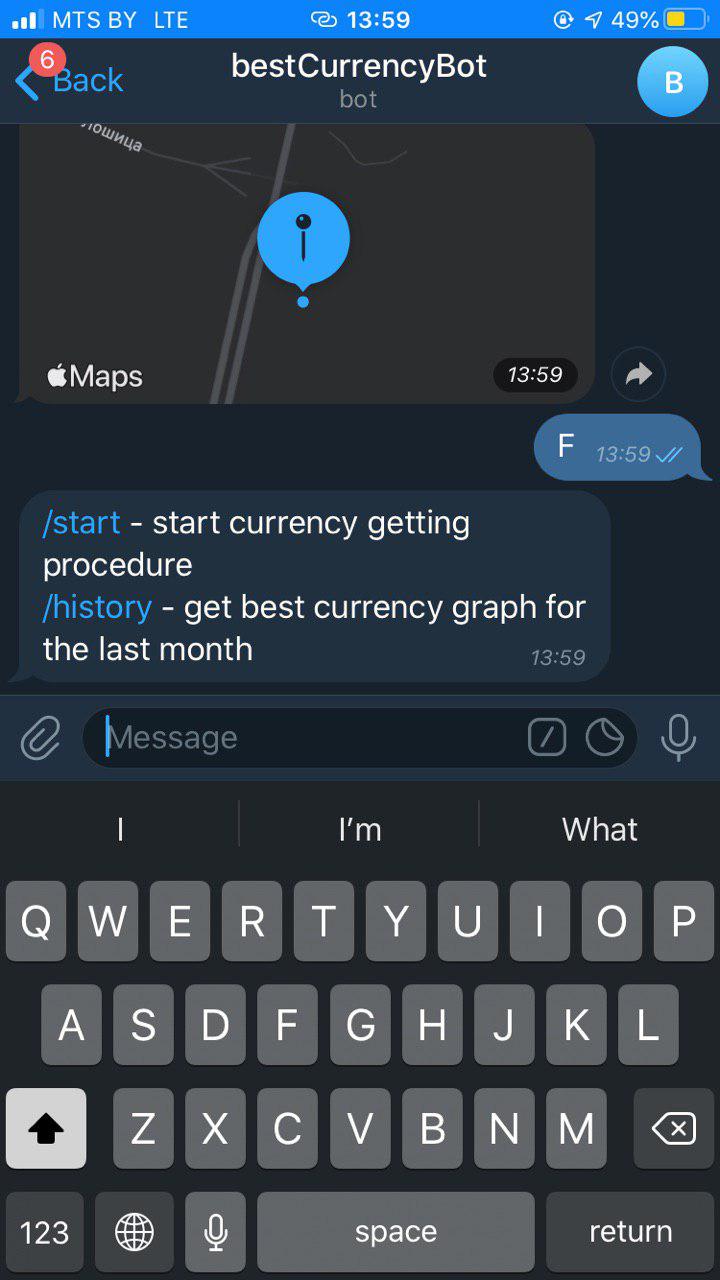 MTS BY LTE 13:59 49%
6
Back
bestCurrencyBot
bot
B
Лошица
Maps
13:59
F 13:59
/start - start currency getting
procedure
/history - get best currency graph for
the last month
13:59
Message
I I'm What
Q W E R T Y U I O P
A S D F G H J K L
Z X C V B N M
123 space return